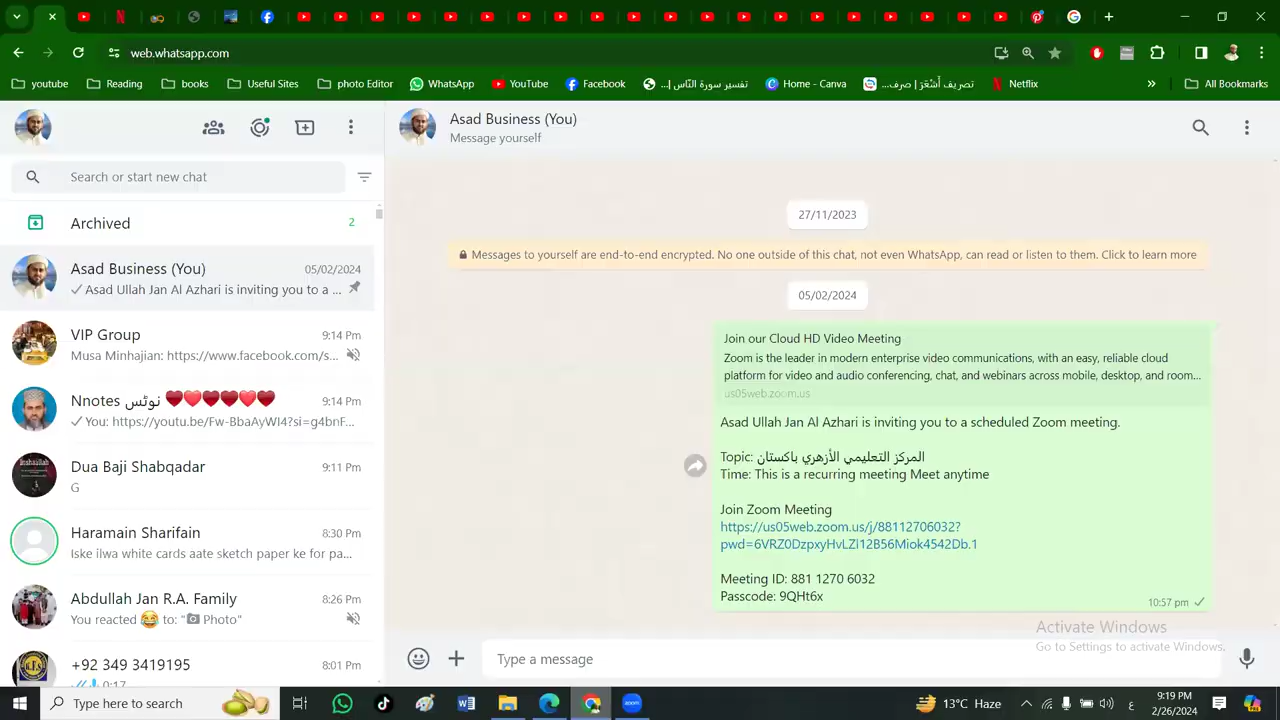 web.whatsapp.com
youtube
Reading
books
Useful Sites
photo Editor
WhatsApp
YouTube
Facebook
تفسير سورة النّاس |...
Home - Canva
تصريف أَشْعَرَ | صرف...
Netflix
All Bookmarks
Search or start new chat
Archived
2
Asad Business (You)
05/02/2024
Asad Ullah Jan Al Azhari is inviting you to a ...
VIP Group
9:14 Pm
Musa Minhajian: https://www.facebook.com/s...
Nnotes نوٹس ❤❤❤❤❤❤
9:14 Pm
You: https://youtu.be/Fw-BbaAyWI4?si=g4bnF...
Dua Baji Shabqadar
9:11 Pm
G
Haramain Sharifain
8:30 Pm
Iske ilwa white cards aate sketch paper ke for pa...
Abdullah Jan R.A. Family
8:26 Pm
You reacted 😂 to: "📷 Photo"
+92 349 3419195
8:01 Pm
0:17
Asad Business (You)
Message yourself
27/11/2023
Messages to yourself are end-to-end encrypted. No one outside of this chat, not even WhatsApp, can read or listen to them. Click to learn more
05/02/2024
Join our Cloud HD Video Meeting
Zoom is the leader in modern enterprise video communications, with an easy, reliable cloud
platform for video and audio conferencing, chat, and webinars across mobile, desktop, and room...
us05web.zoom.us
Asad Ullah Jan Al Azhari is inviting you to a scheduled Zoom meeting.
Topic: المركز التعليمي الأزهري باكستان
Time: This is a recurring meeting Meet anytime
Join Zoom Meeting
https://us05web.zoom.us/j/88112706032?
pwd=6VRZ0DzpxyHvLZi12B56Miok4542Db.1
Meeting ID: 881 1270 6032
Passcode: 9QHt6x
10:57 pm
Type a message
Activate Windows
Go to Settings to activate Windows.
Type here to search
zoom
13°C Haze
ع
9:19 PM
2/26/2024